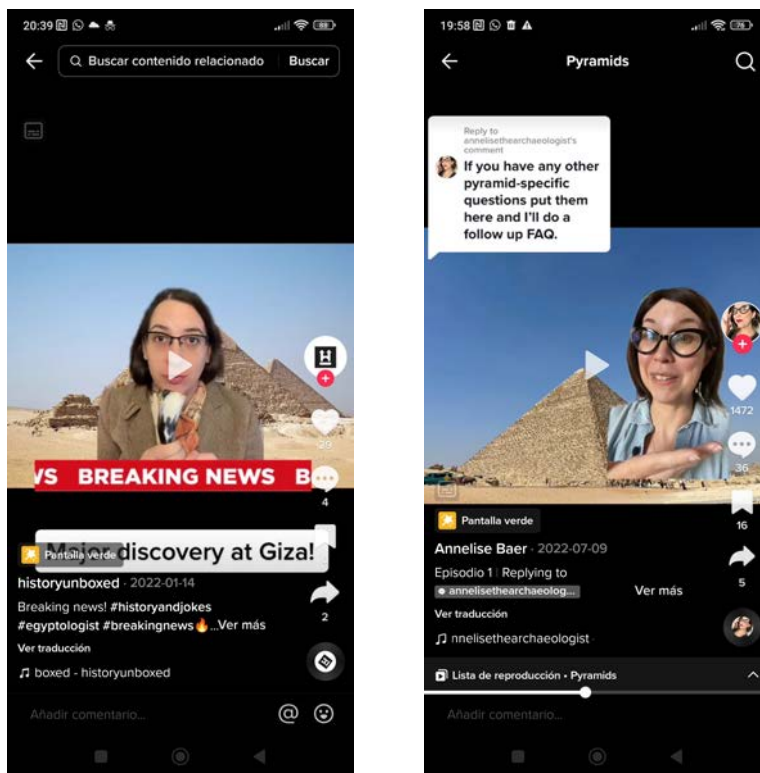 20:39
88
Buscar contenido relacionado
Buscar
VS BREAKING NEWS B
29
4
Major discovery at Giza!
Pantalla verde
historyunboxed · 2022-01-14
Breaking news! #historyandjokes
#egyptologist #breakingnews🔥...Ver más
2
Ver traducción
boxed - historyunboxed
Añadir comentario...
19:58
76
Pyramids
Reply to
annelisethearchaeologist's
comment
If you have any other
pyramid-specific
questions put them
here and I'll do a
follow up FAQ.
1472
36
Pantalla verde
16
Annelise Baer · 2022-07-09
Episodio 1 | Replying to
annelisethearchaeolog...
Ver más
5
Ver traducción
nnelisethearchaeologist
Lista de reproducción • Pyramids
Añadir comentario...